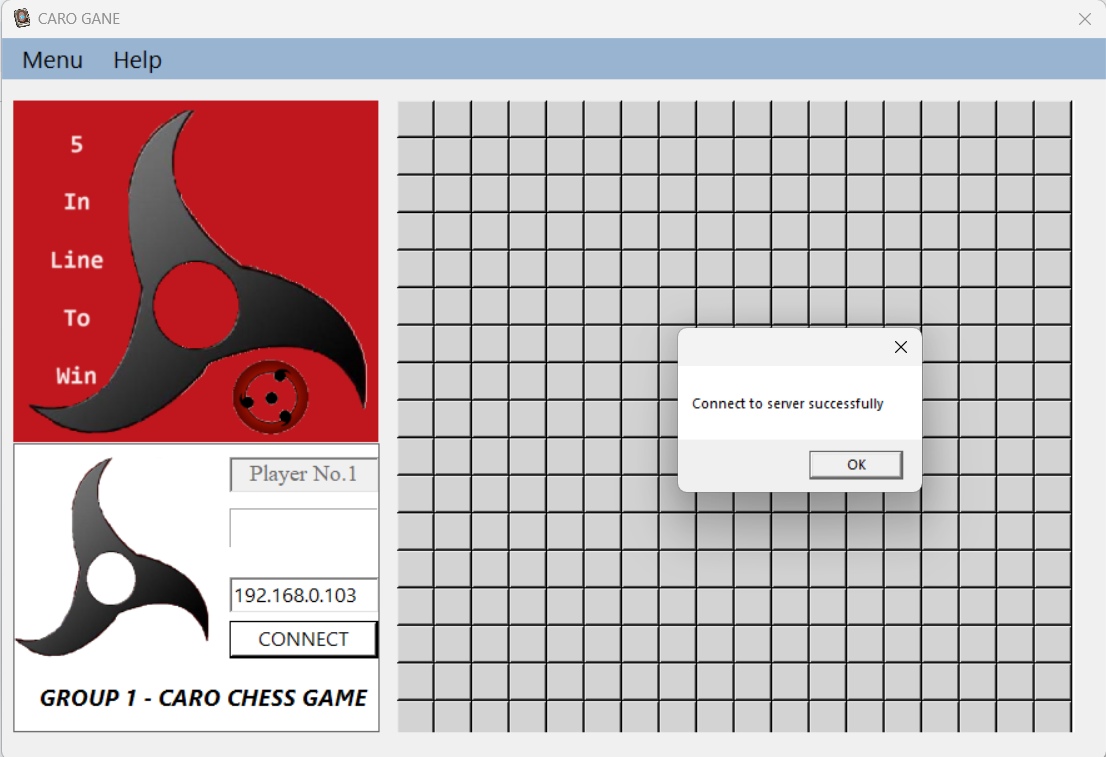 CARO GANE
Menu Help
5
In
Line
To
Win
Player No.1
192.168.0.103
CONNECT
GROUP 1 - CARO CHESS GAME
Connect to server successfully
OK